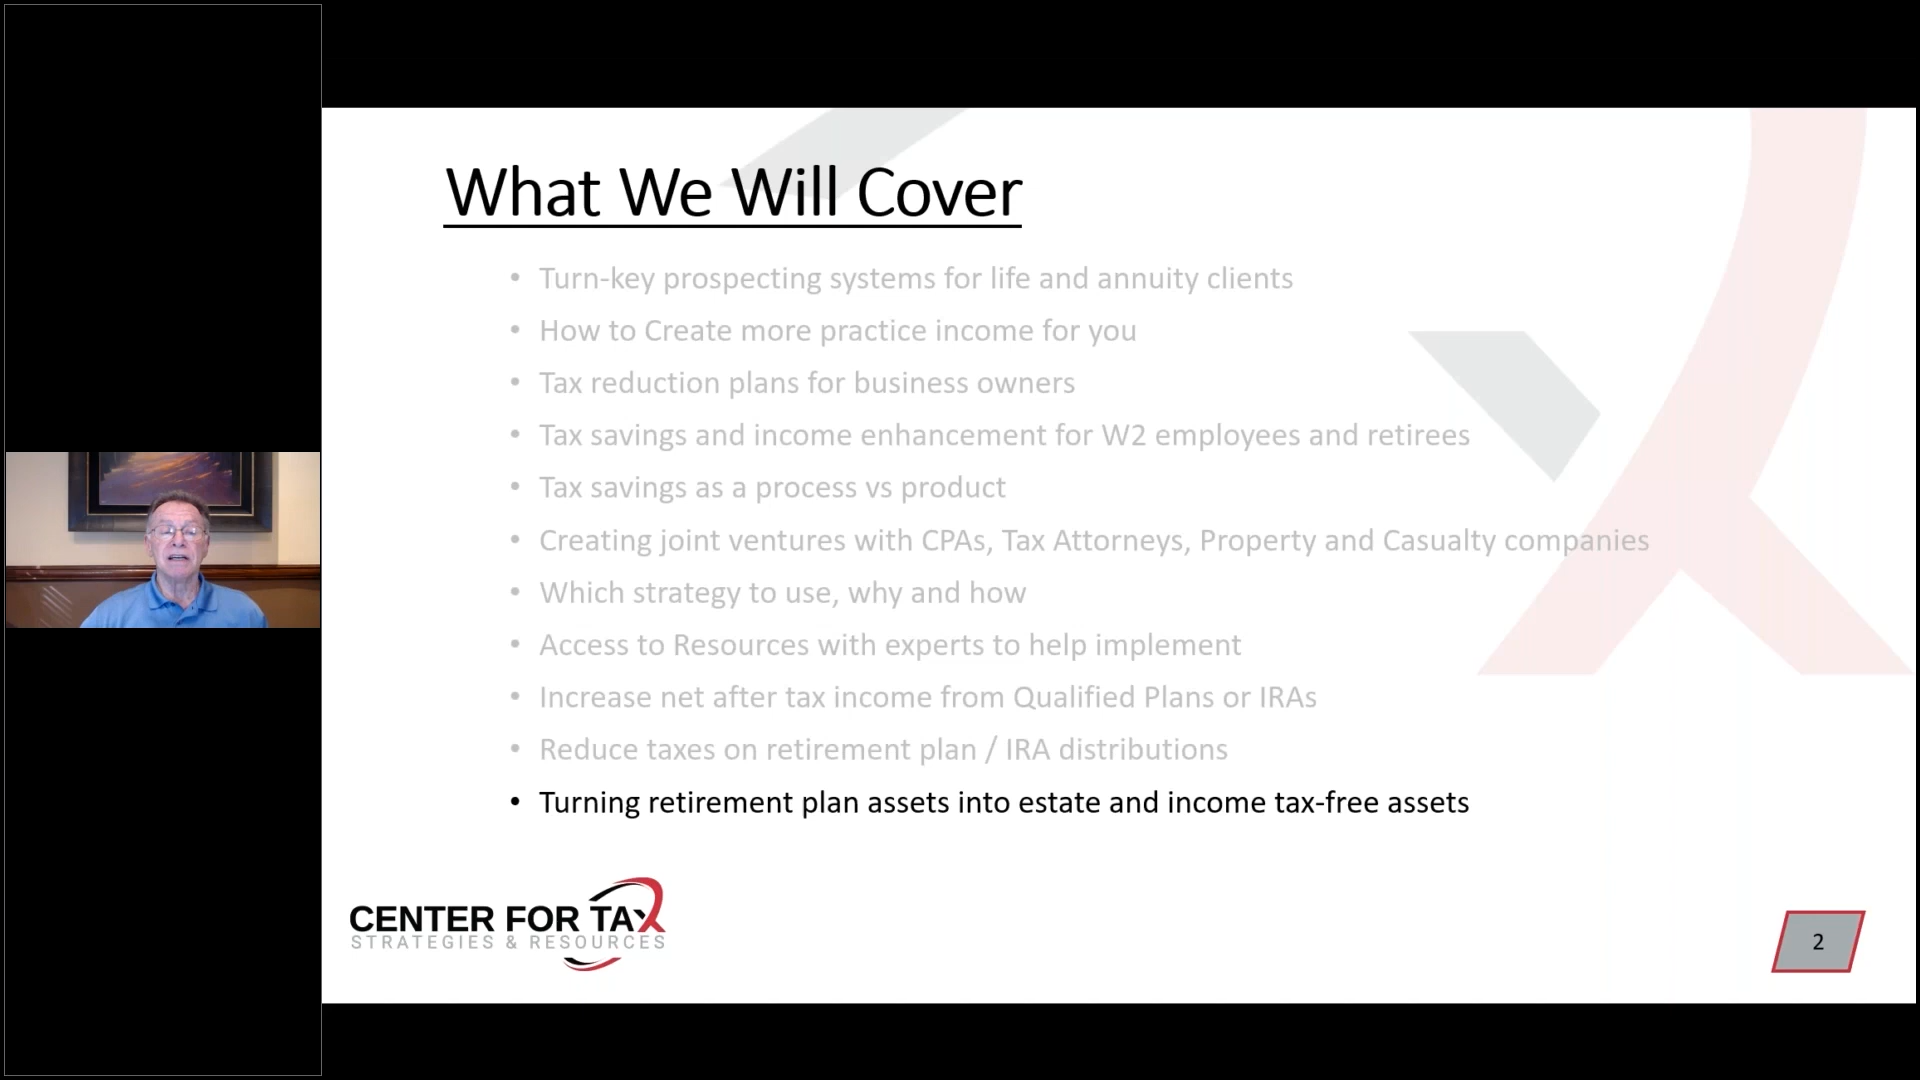 What We Will Cover
• Turn-key prospecting systems for life and annuity clients
• How to Create more practice income for you
• Tax reduction plans for business owners
• Tax savings and income enhancement for W2 employees and retirees
• Tax savings as a process vs product
• Creating joint ventures with CPAs, Tax Attorneys, Property and Casualty companies
• Which strategy to use, why and how
• Access to Resources with experts to help implement
• Increase net after tax income from Qualified Plans or IRAs
• Reduce taxes on retirement plan / IRA distributions
• Turning retirement plan assets into estate and income tax-free assets
CENTER FOR TAX
STRATEGIES & RESOURCES
2